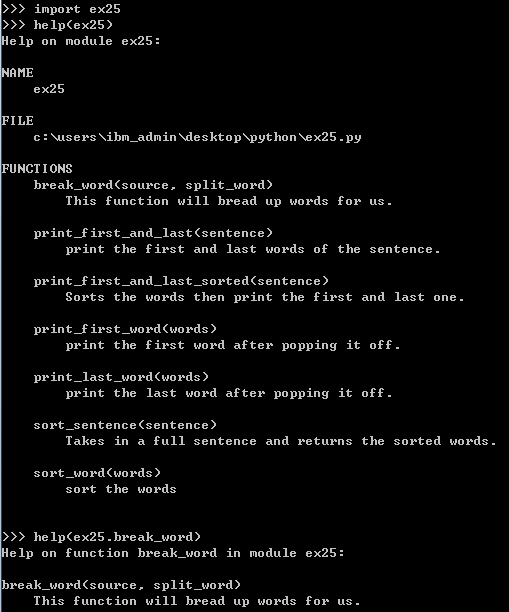 >>> import ex25
>>> help(ex25)
Help on module ex25:

NAME
    ex25

FILE
    c:\users\ibm_admin\desktop\python\ex25.py

FUNCTIONS
    break_word(source, split_word)
        This function will bread up words for us.

    print_first_and_last(sentence)
        print the first and last words of the sentence.

    print_first_and_last_sorted(sentence)
        Sorts the words then print the first and last one.

    print_first_word(words)
        print the first word after popping it off.

    print_last_word(words)
        print the last word after popping it off.

    sort_sentence(sentence)
        Takes in a full sentence and returns the sorted words.

    sort_word(words)
        sort the words


>>> help(ex25.break_word)
Help on function break_word in module ex25:

break_word(source, split_word)
    This function will bread up words for us.